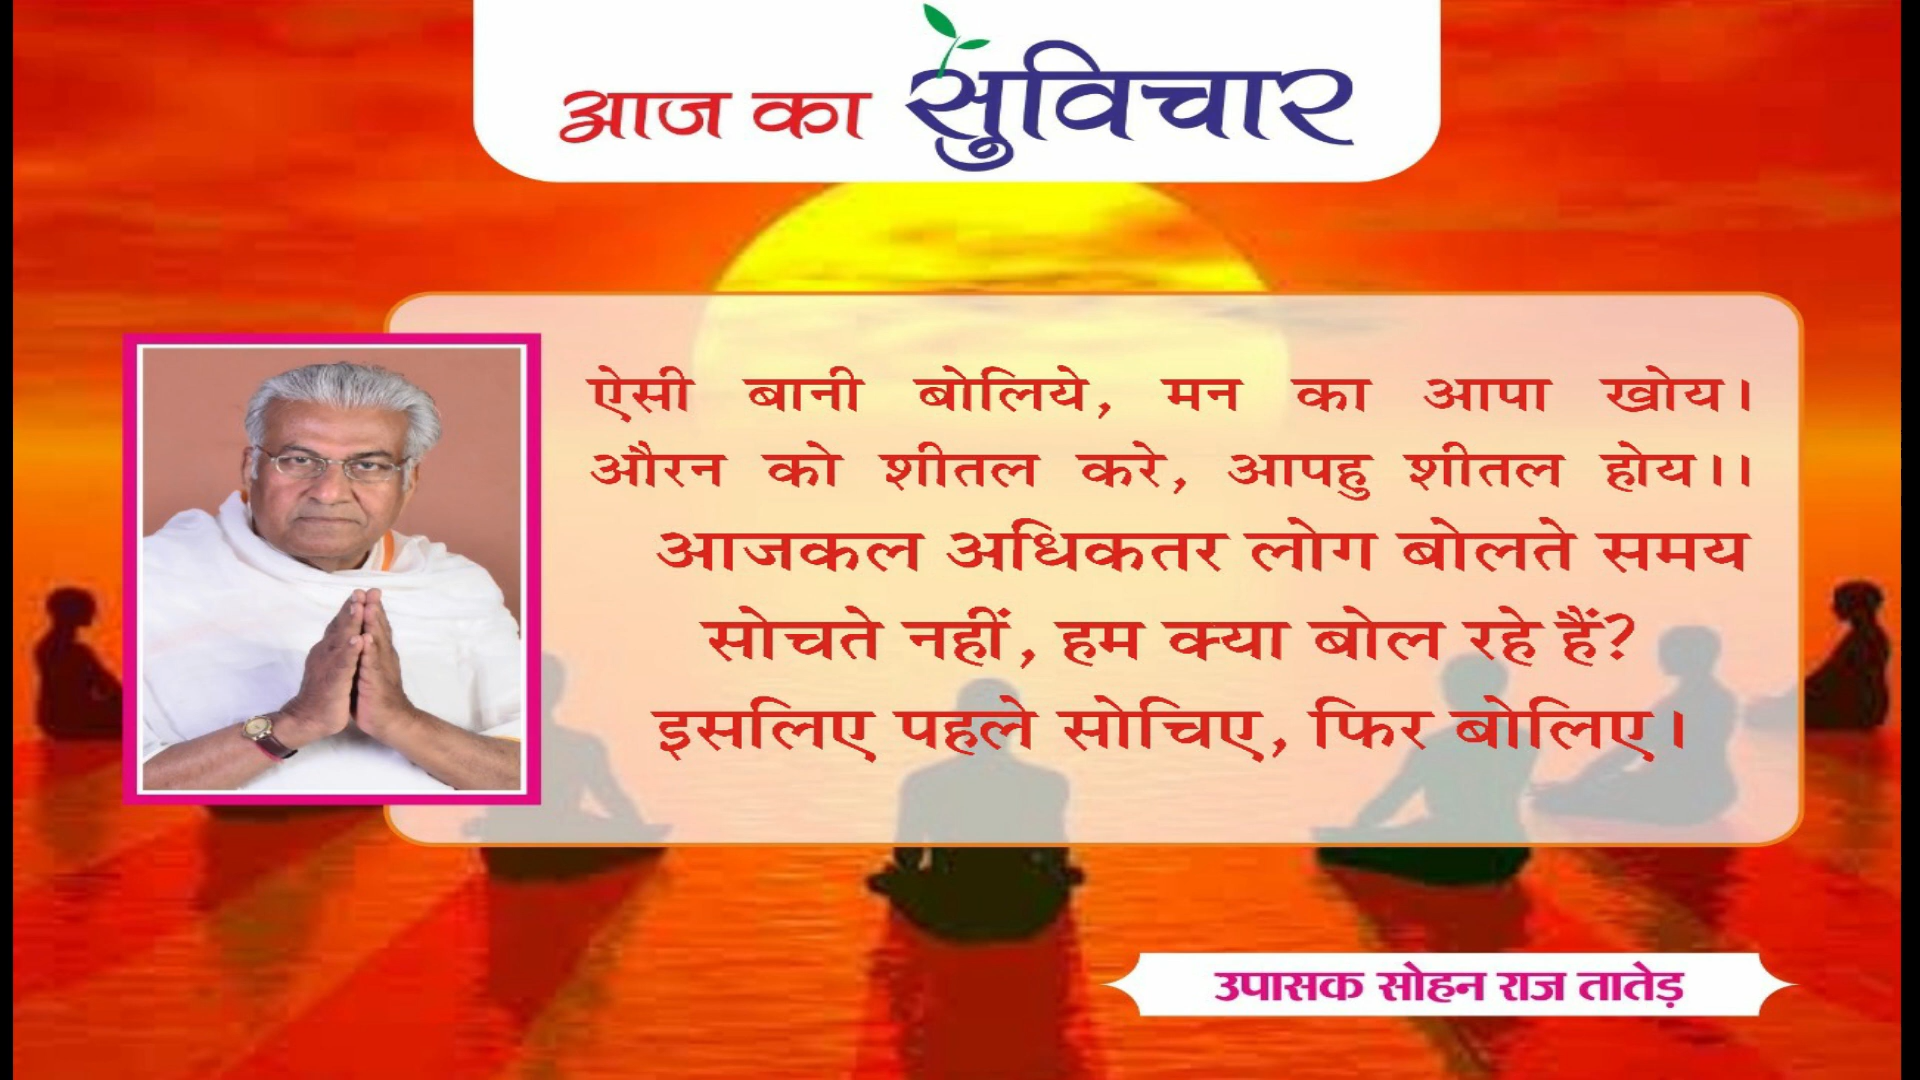 आज का सुविचार
ऐसी बानी बोलिये, मन का आपा खोय।
औरन को शीतल करे, आपहु शीतल होय।।
आजकल अधिकतर लोग बोलते समय
सोचते नहीं, हम क्या बोल रहे हैं?
इसलिए पहले सोचिए, फिर बोलिए।
उपासक सोहन राज तातेड़